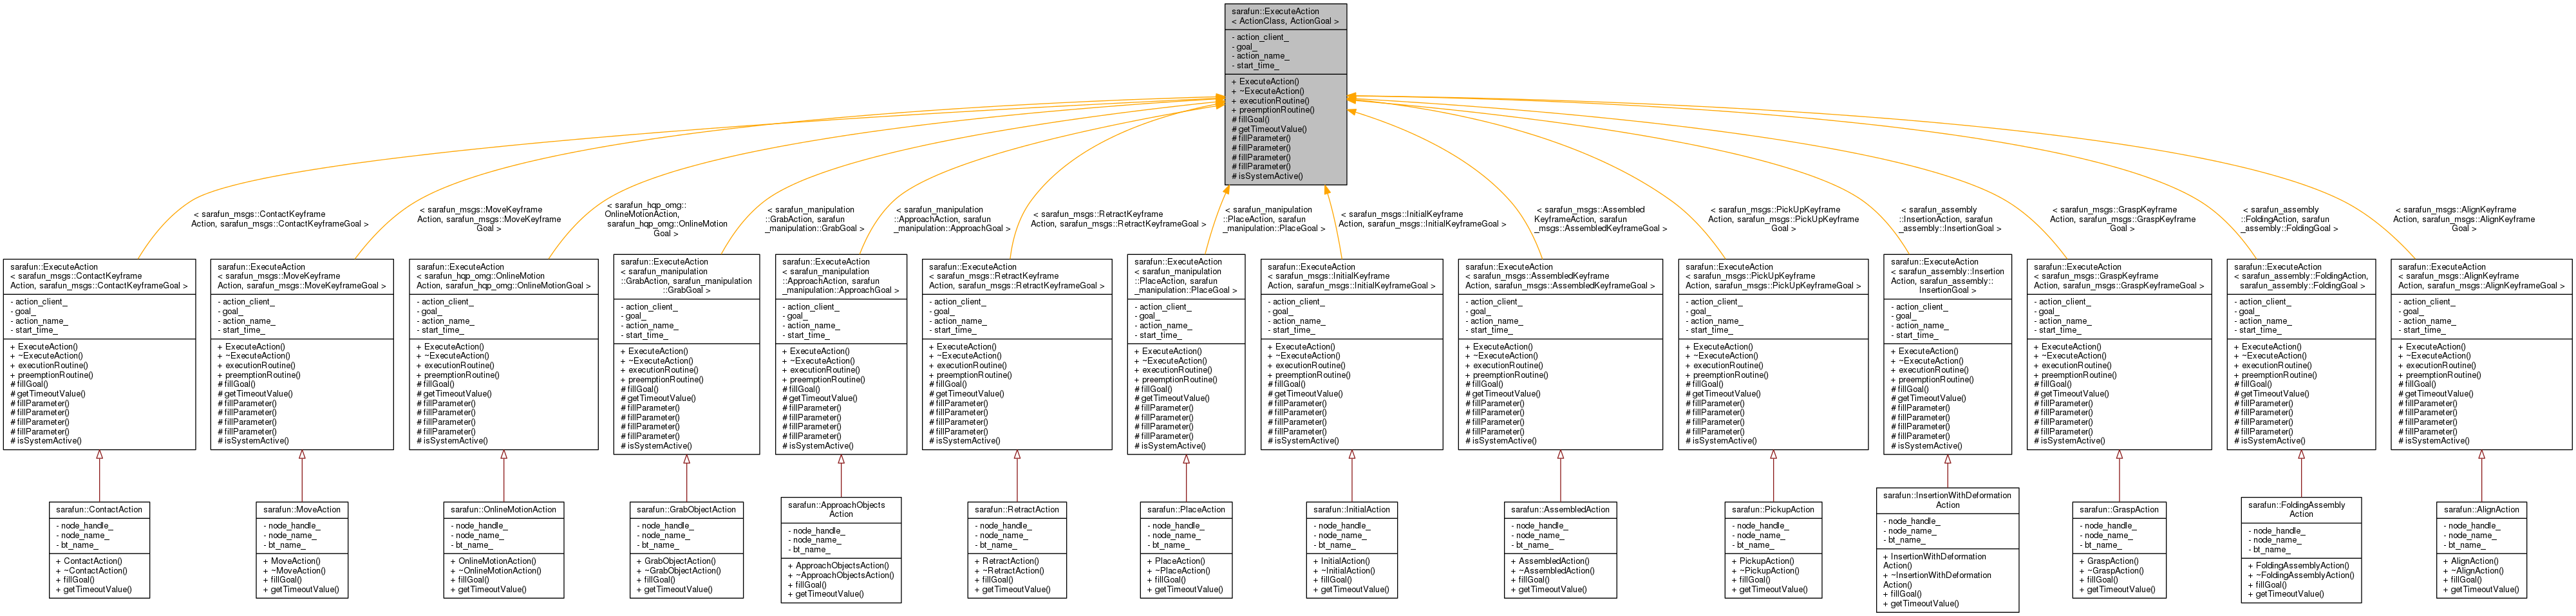 sarafun::ExecuteAction
< ActionClass, ActionGoal >
- action_client_
- goal_
- action_name_
- start_time_
+ ExecuteAction()
+ ~ExecuteAction()
+ executionRoutine()
+ preemptionRoutine()
# fillGoal()
# getTimeoutValue()
# fillParameter()
# fillParameter()
# fillParameter()
# fillParameter()
# isSystemActive()
< sarafun_msgs::ContactKeyframe
Action, sarafun_msgs::ContactKeyframeGoal >
< sarafun_msgs::MoveKeyframe
Action, sarafun_msgs::MoveKeyframe
Goal >
< sarafun_hqp_omg::
OnlineMotionAction,
sarafun_hqp_omg::OnlineMotion
Goal >
< sarafun_manipulation
::GrabAction, sarafun
_manipulation::GrabGoal >
< sarafun_manipulation
::ApproachAction, sarafun
_manipulation::ApproachGoal >
< sarafun_msgs::RetractKeyframe
Action, sarafun_msgs::RetractKeyframeGoal >
< sarafun_manipulation
::PlaceAction, sarafun
_manipulation::PlaceGoal >
< sarafun_msgs::InitialKeyframe
Action, sarafun_msgs::InitialKeyframeGoal >
< sarafun_msgs::Assembled
KeyframeAction, sarafun
_msgs::AssembledKeyframeGoal >
< sarafun_msgs::PickUpKeyframe
Action, sarafun_msgs::PickUpKeyframe
Goal >
< sarafun_assembly
::InsertionAction, sarafun
_assembly::InsertionGoal >
< sarafun_msgs::GraspKeyframe
Action, sarafun_msgs::GraspKeyframe
Goal >
< sarafun_assembly
::FoldingAction, sarafun
_assembly::FoldingGoal >
< sarafun_msgs::AlignKeyframe
Action, sarafun_msgs::AlignKeyframe
Goal >
sarafun::ExecuteAction
< sarafun_msgs::ContactKeyframe
Action, sarafun_msgs::ContactKeyframeGoal >
- action_client_
- goal_
- action_name_
- start_time_
+ ExecuteAction()
+ ~ExecuteAction()
+ executionRoutine()
+ preemptionRoutine()
# fillGoal()
# getTimeoutValue()
# fillParameter()
# fillParameter()
# fillParameter()
# fillParameter()
# isSystemActive()
sarafun::ExecuteAction
< sarafun_msgs::MoveKeyframe
Action, sarafun_msgs::MoveKeyframeGoal >
- action_client_
- goal_
- action_name_
- start_time_
+ ExecuteAction()
+ ~ExecuteAction()
+ executionRoutine()
+ preemptionRoutine()
# fillGoal()
# getTimeoutValue()
# fillParameter()
# fillParameter()
# fillParameter()
# fillParameter()
# isSystemActive()
sarafun::ExecuteAction
< sarafun_hqp_omg::OnlineMotion
Action, sarafun_hqp_omg::OnlineMotionGoal >
- action_client_
- goal_
- action_name_
- start_time_
+ ExecuteAction()
+ ~ExecuteAction()
+ executionRoutine()
+ preemptionRoutine()
# fillGoal()
# getTimeoutValue()
# fillParameter()
# fillParameter()
# fillParameter()
# fillParameter()
# isSystemActive()
sarafun::ExecuteAction
< sarafun_manipulation
::GrabAction, sarafun_manipulation
::GrabGoal >
- action_client_
- goal_
- action_name_
- start_time_
+ ExecuteAction()
+ ~ExecuteAction()
+ executionRoutine()
+ preemptionRoutine()
# fillGoal()
# getTimeoutValue()
# fillParameter()
# fillParameter()
# fillParameter()
# fillParameter()
# isSystemActive()
sarafun::ExecuteAction
< sarafun_manipulation
::ApproachAction, sarafun
_manipulation::ApproachGoal >
- action_client_
- goal_
- action_name_
- start_time_
+ ExecuteAction()
+ ~ExecuteAction()
+ executionRoutine()
+ preemptionRoutine()
# fillGoal()
# getTimeoutValue()
# fillParameter()
# fillParameter()
# fillParameter()
# fillParameter()
# isSystemActive()
sarafun::ExecuteAction
< sarafun_msgs::RetractKeyframe
Action, sarafun_msgs::RetractKeyframeGoal >
- action_client_
- goal_
- action_name_
- start_time_
+ ExecuteAction()
+ ~ExecuteAction()
+ executionRoutine()
+ preemptionRoutine()
# fillGoal()
# getTimeoutValue()
# fillParameter()
# fillParameter()
# fillParameter()
# fillParameter()
# isSystemActive()
sarafun::ExecuteAction
< sarafun_manipulation
::PlaceAction, sarafun
_manipulation::PlaceGoal >
- action_client_
- goal_
- action_name_
- start_time_
+ ExecuteAction()
+ ~ExecuteAction()
+ executionRoutine()
+ preemptionRoutine()
# fillGoal()
# getTimeoutValue()
# fillParameter()
# fillParameter()
# fillParameter()
# fillParameter()
# isSystemActive()
sarafun::ExecuteAction
< sarafun_msgs::InitialKeyframe
Action, sarafun_msgs::InitialKeyframeGoal >
- action_client_
- goal_
- action_name_
- start_time_
+ ExecuteAction()
+ ~ExecuteAction()
+ executionRoutine()
+ preemptionRoutine()
# fillGoal()
# getTimeoutValue()
# fillParameter()
# fillParameter()
# fillParameter()
# fillParameter()
# isSystemActive()
sarafun::ExecuteAction
< sarafun_msgs::AssembledKeyframe
Action, sarafun_msgs::AssembledKeyframeGoal >
- action_client_
- goal_
- action_name_
- start_time_
+ ExecuteAction()
+ ~ExecuteAction()
+ executionRoutine()
+ preemptionRoutine()
# fillGoal()
# getTimeoutValue()
# fillParameter()
# fillParameter()
# fillParameter()
# fillParameter()
# isSystemActive()
sarafun::ExecuteAction
< sarafun_msgs::PickUpKeyframe
Action, sarafun_msgs::PickUpKeyframeGoal >
- action_client_
- goal_
- action_name_
- start_time_
+ ExecuteAction()
+ ~ExecuteAction()
+ executionRoutine()
+ preemptionRoutine()
# fillGoal()
# getTimeoutValue()
# fillParameter()
# fillParameter()
# fillParameter()
# fillParameter()
# isSystemActive()
sarafun::ExecuteAction
< sarafun_assembly::Insertion
Action, sarafun_assembly::
InsertionGoal >
- action_client_
- goal_
- action_name_
- start_time_
+ ExecuteAction()
+ ~ExecuteAction()
+ executionRoutine()
+ preemptionRoutine()
# fillGoal()
# getTimeoutValue()
# fillParameter()
# fillParameter()
# fillParameter()
# fillParameter()
# isSystemActive()
sarafun::ExecuteAction
< sarafun_msgs::GraspKeyframe
Action, sarafun_msgs::GraspKeyframeGoal >
- action_client_
- goal_
- action_name_
- start_time_
+ ExecuteAction()
+ ~ExecuteAction()
+ executionRoutine()
+ preemptionRoutine()
# fillGoal()
# getTimeoutValue()
# fillParameter()
# fillParameter()
# fillParameter()
# fillParameter()
# isSystemActive()
sarafun::ExecuteAction
< sarafun_assembly::FoldingAction,
sarafun_assembly::FoldingGoal >
- action_client_
- goal_
- action_name_
- start_time_
+ ExecuteAction()
+ ~ExecuteAction()
+ executionRoutine()
+ preemptionRoutine()
# fillGoal()
# getTimeoutValue()
# fillParameter()
# fillParameter()
# fillParameter()
# fillParameter()
# isSystemActive()
sarafun::ExecuteAction
< sarafun_msgs::AlignKeyframe
Action, sarafun_msgs::AlignKeyframeGoal >
- action_client_
- goal_
- action_name_
- start_time_
+ ExecuteAction()
+ ~ExecuteAction()
+ executionRoutine()
+ preemptionRoutine()
# fillGoal()
# getTimeoutValue()
# fillParameter()
# fillParameter()
# fillParameter()
# fillParameter()
# isSystemActive()
sarafun::ContactAction
- node_handle_
- node_name_
- bt_name_
+ ContactAction()
+ ~ContactAction()
+ fillGoal()
+ getTimeoutValue()
sarafun::MoveAction
- node_handle_
- node_name_
- bt_name_
+ MoveAction()
+ ~MoveAction()
+ fillGoal()
+ getTimeoutValue()
sarafun::OnlineMotionAction
- node_handle_
- node_name_
- bt_name_
+ OnlineMotionAction()
+ ~OnlineMotionAction()
+ fillGoal()
+ getTimeoutValue()
sarafun::GrabObjectAction
- node_handle_
- node_name_
- bt_name_
+ GrabObjectAction()
+ ~GrabObjectAction()
+ fillGoal()
+ getTimeoutValue()
sarafun::ApproachObjects
Action
- node_handle_
- node_name_
- bt_name_
+ ApproachObjectsAction()
+ ~ApproachObjectsAction()
+ fillGoal()
+ getTimeoutValue()
sarafun::RetractAction
- node_handle_
- node_name_
- bt_name_
+ RetractAction()
+ ~RetractAction()
+ fillGoal()
+ getTimeoutValue()
sarafun::PlaceAction
- node_handle_
- node_name_
- bt_name_
+ PlaceAction()
+ ~PlaceAction()
+ fillGoal()
+ getTimeoutValue()
sarafun::InitialAction
- node_handle_
- node_name_
- bt_name_
+ InitialAction()
+ ~InitialAction()
+ fillGoal()
+ getTimeoutValue()
sarafun::AssembledAction
- node_handle_
- node_name_
- bt_name_
+ AssembledAction()
+ ~AssembledAction()
+ fillGoal()
+ getTimeoutValue()
sarafun::PickupAction
- node_handle_
- node_name_
- bt_name_
+ PickupAction()
+ ~PickupAction()
+ fillGoal()
+ getTimeoutValue()
sarafun::InsertionWithDeformation
Action
- node_handle_
- node_name_
- bt_name_
+ InsertionWithDeformation
Action()
+ ~InsertionWithDeformation
Action()
+ fillGoal()
+ getTimeoutValue()
sarafun::GraspAction
- node_handle_
- node_name_
- bt_name_
+ GraspAction()
+ ~GraspAction()
+ fillGoal()
+ getTimeoutValue()
sarafun::FoldingAssembly
Action
- node_handle_
- node_name_
- bt_name_
+ FoldingAssemblyAction()
+ ~FoldingAssemblyAction()
+ fillGoal()
+ getTimeoutValue()
sarafun::AlignAction
- node_handle_
- node_name_
- bt_name_
+ AlignAction()
+ ~AlignAction()
+ fillGoal()
+ getTimeoutValue()